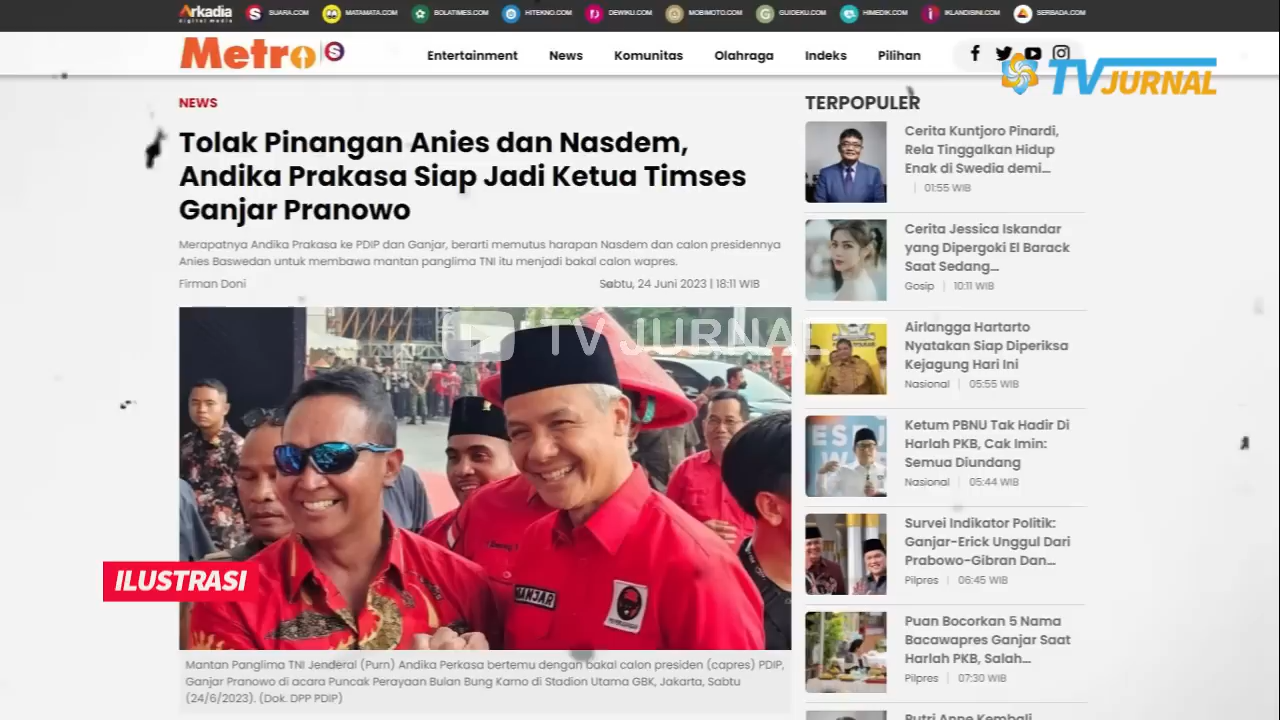 Arkadia
digital media
SUARA.COM
MATAMATA.COM
BOLATIMES.COM
HITEKNO.COM
DEWIKU.COM
MOBIMOTO.COM
GUIDEKU.COM
HIMEDIK.COM
IKLANDISINI.COM
SERBADA.COM
Metro S
Entertainment
News
Komunitas
Olahraga
Indeks
Pilihan
TV JURNAL
NEWS
Tolak Pinangan Anies dan Nasdem,
Andika Prakasa Siap Jadi Ketua Timses
Ganjar Pranowo
Merapatnya Andika Prakasa ke PDIP dan Ganjar, berarti memutus harapan Nasdem dan calon presidennya
Anies Baswedan untuk membawa mantan panglima TNI itu menjadi bakal calon wapres.
Firman Doni
Sabtu, 24 Juni 2023 | 18:11 WIB
TV JURNAL
GANJAR
ILUSTRASI
Mantan Panglima TNI Jenderal (Purn) Andika Perkasa bertemu dengan bakal calon presiden (capres) PDIP,
Ganjar Pranowo di acara Puncak Perayaan Bulan Bung Karno di Stadion Utama GBK, Jakarta, Sabtu
(24/6/2023). (Dok. DPP PDIP)
TERPOPULER
Cerita Kuntjoro Pinardi,
Rela Tinggalkan Hidup
Enak di Swedia demi...
| 01:55 WIB
Cerita Jessica Iskandar
yang Dipergoki El Barack
Saat Sedang...
Gosip | 10:11 WIB
Airlangga Hartarto
Nyatakan Siap Diperiksa
Kejagung Hari Ini
Nasional | 05:55 WIB
Ketum PBNU Tak Hadir Di
Harlah PKB, Cak Imin:
Semua Diundang
Nasional | 05:44 WIB
Survei Indikator Politik:
Ganjar-Erick Unggul Dari
Prabowo-Gibran Dan...
Pilpres | 06:45 WIB
Puan Bocorkan 5 Nama
Bacawapres Ganjar Saat
Harlah PKB, Salah...
Pilpres | 07:30 WIB
Putri Anne Kembali